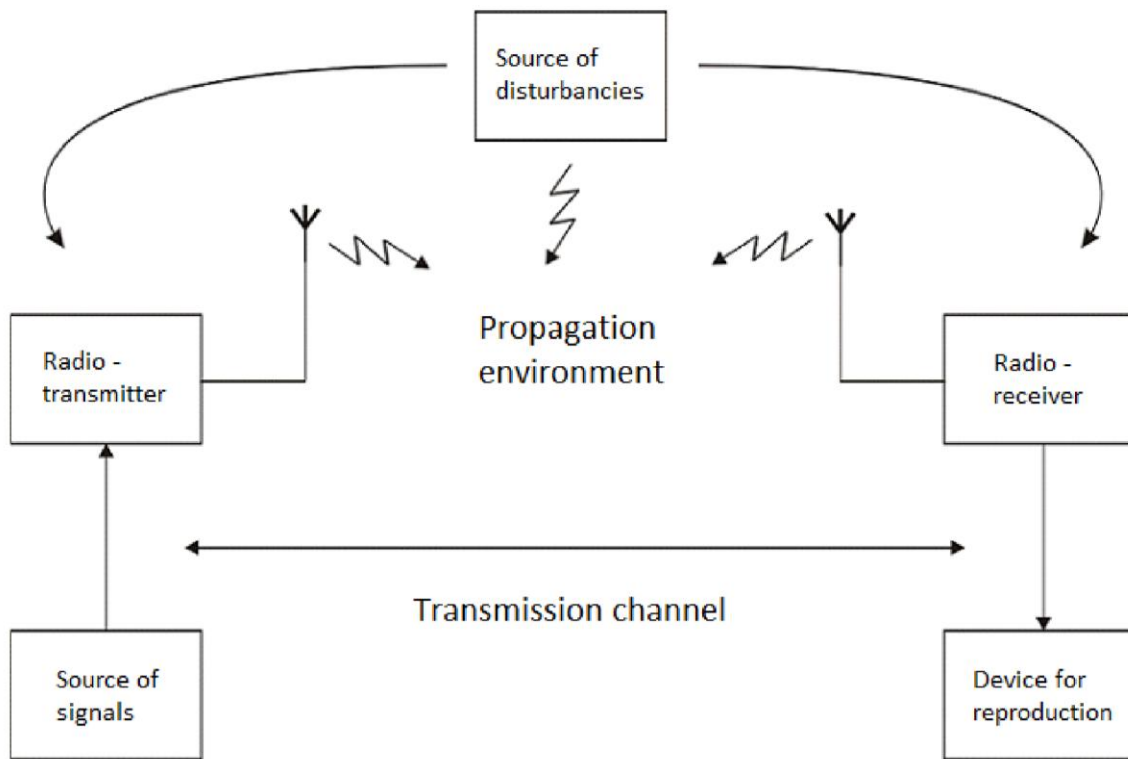 Source of
disturbancies
Propagation
environment
Radio -
transmitter
Radio -
receiver
Transmission channel
Source of
signals
Device for
reproduction